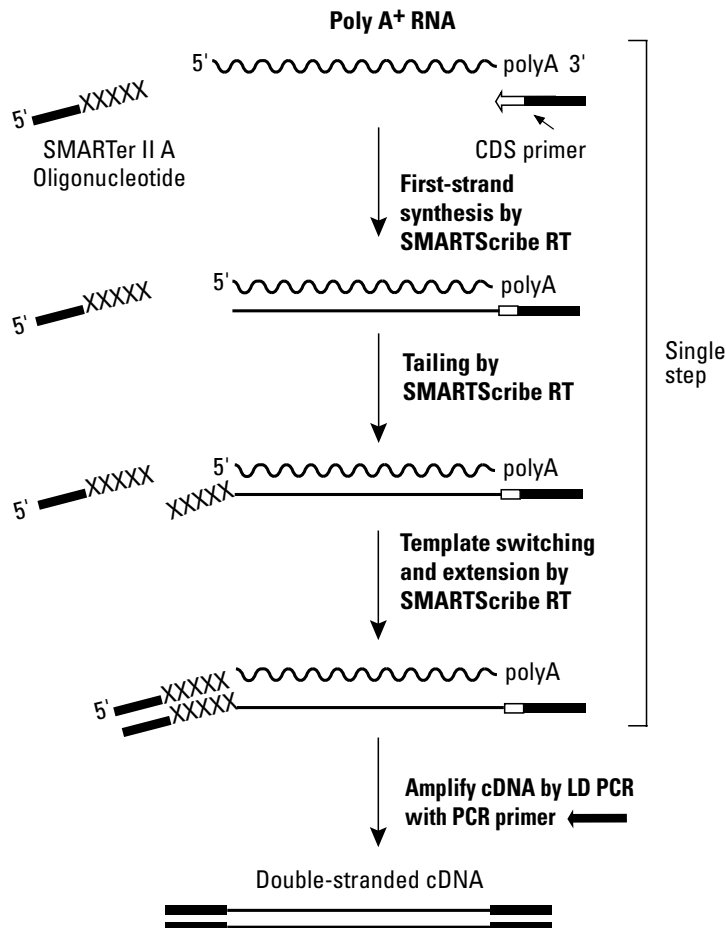 Poly A+ RNA
5' polyA 3'
5' XXXXX
SMARTer II A
Oligonucleotide
CDS primer
First-strand
synthesis by
SMARTScribe RT
5' polyA
5' XXXXX
Tailing by
SMARTScribe RT
Single
step
5' polyA
5' XXXXX XXXXX
Template switching
and extension by
SMARTScribe RT
polyA
5' XXXXX
XXXXX
Amplify cDNA by LD PCR
with PCR primer
Double-stranded cDNA